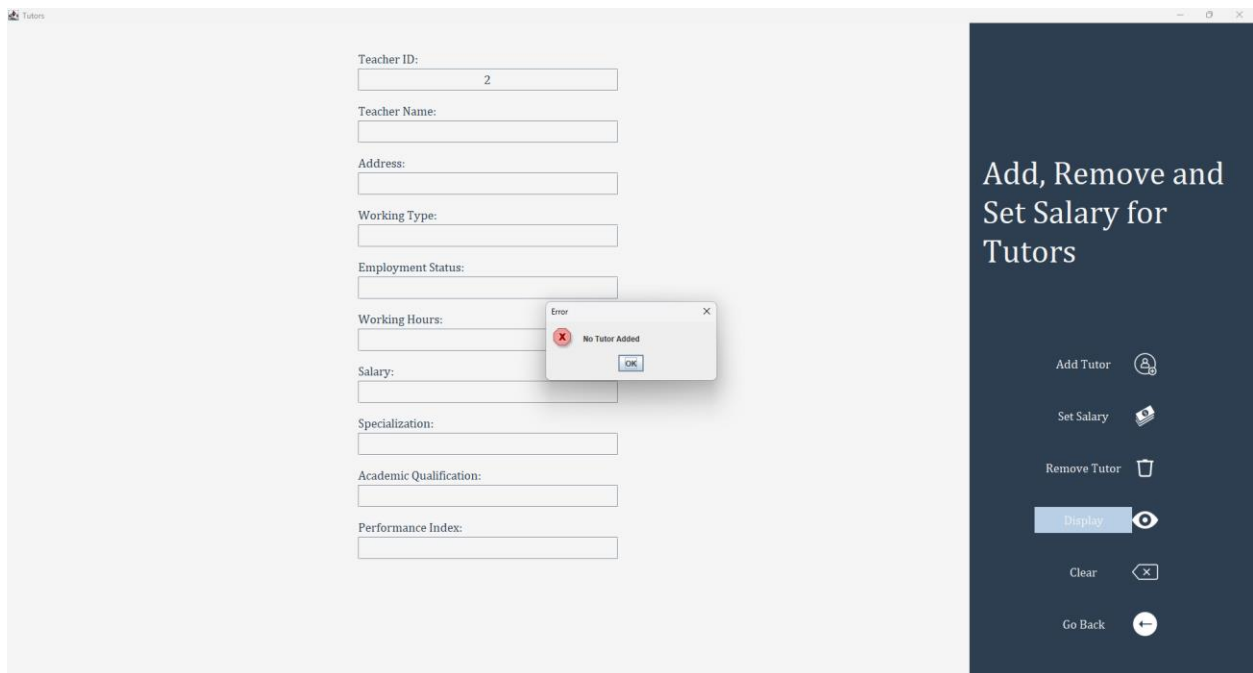 Tutors
Teacher ID:
2
Teacher Name:
Address:
Working Type:
Employment Status:
Working Hours:
Salary:
Specialization:
Academic Qualification:
Performance Index:
Error
No Tutor Added
OK
Add, Remove and
Set Salary for
Tutors
Add Tutor
Set Salary
Remove Tutor
Display
Clear
Go Back